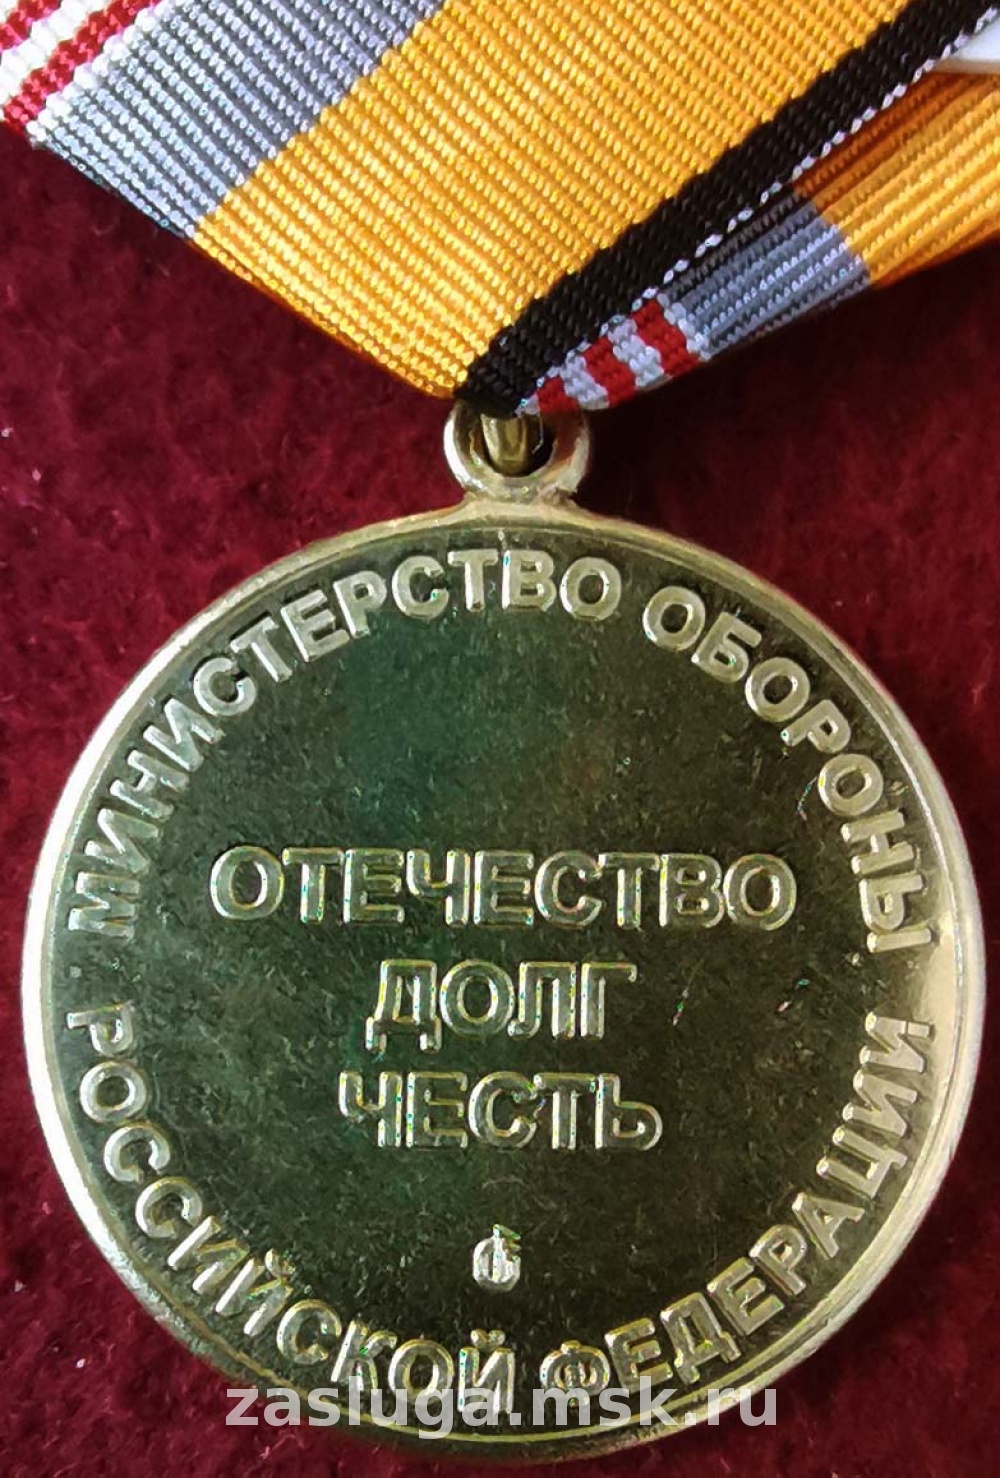 МИНИСТЕРСТВО ОБОРОНЫ
ОТЕЧЕСТВО
ДОЛГ
ЧЕСТЬ
РОССИЙСКОЙ ФЕДЕРАЦИИ
zasluga.msk.ru